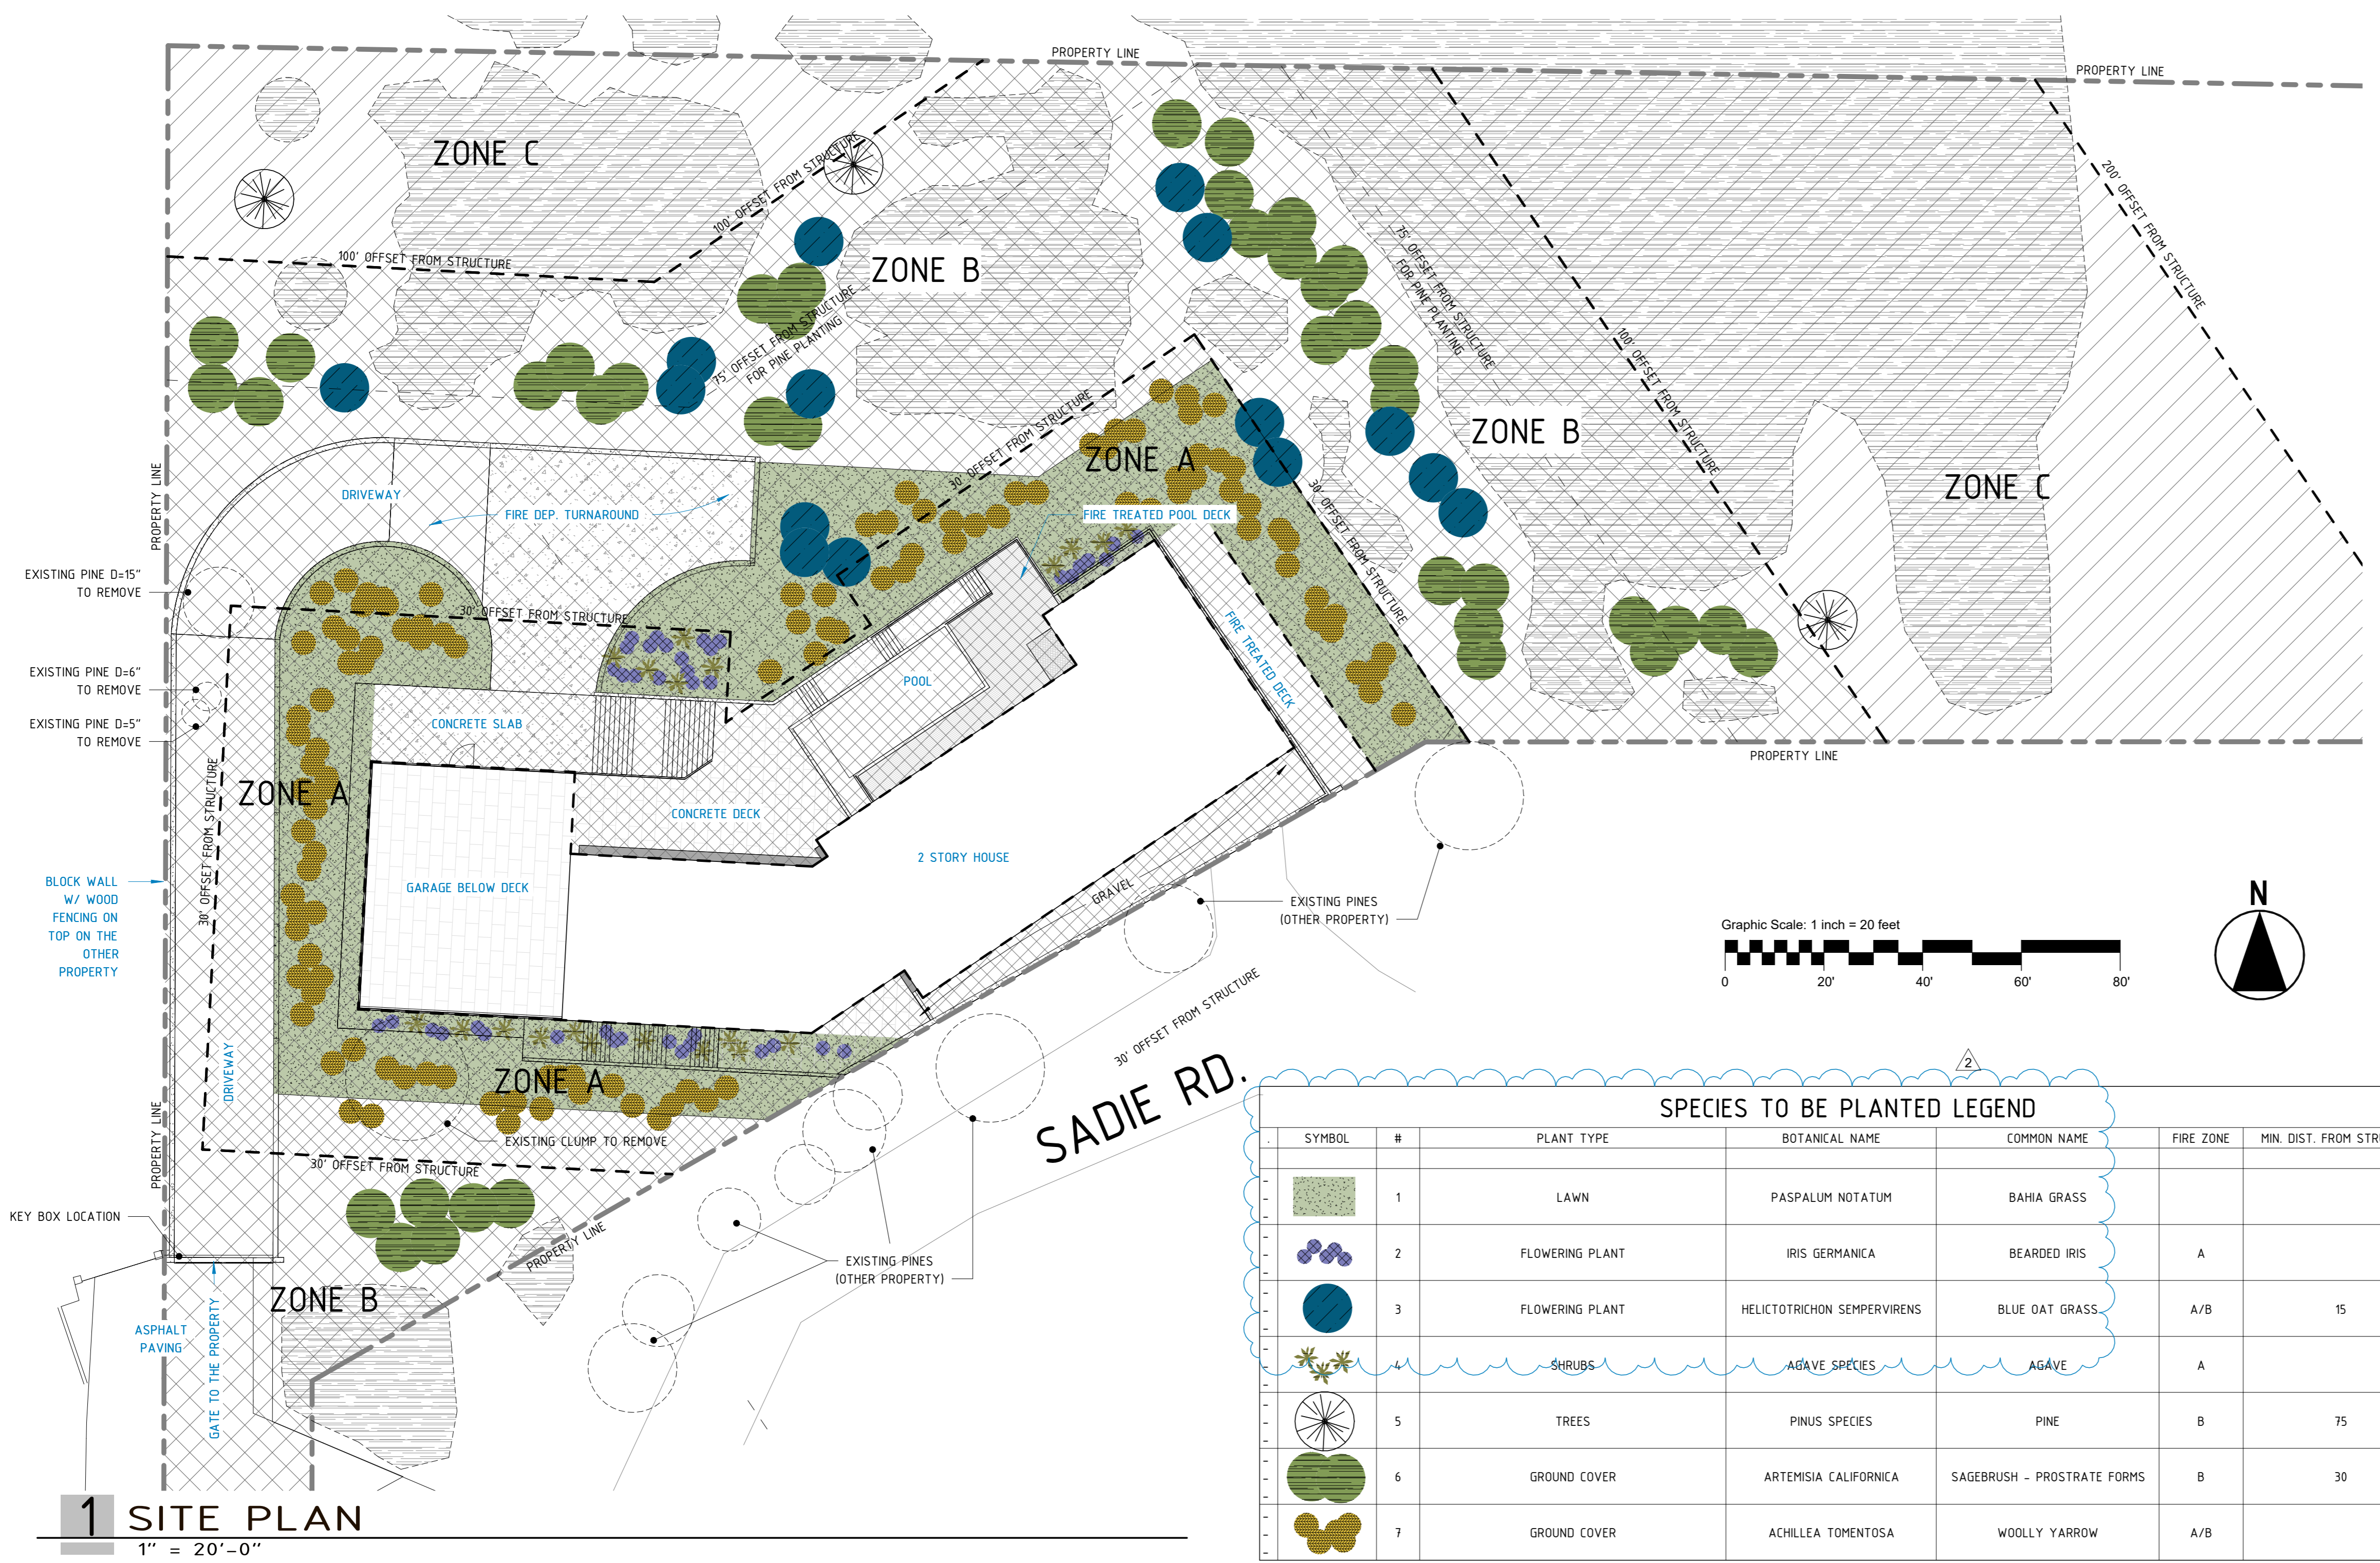 PROPERTY LINE
PROPERTY LINE
ZONE C
100' OFFSET FROM STRUCTURE
100' OFFSET FROM STRUCTURE
ZONE B
75' OFFSET FROM STRUCTURE
FOR PINE PLANTING
75' OFFSET FROM STRUCTURE
FOR PINE PLANTING
100' OFFSET FROM STRUCTURE
200' OFFSET FROM STRUCTURE
ZONE B
ZONE C
PROPERTY LINE
DRIVEWAY
FIRE DEP. TURNAROUND
30' OFFSET FROM STRUCTURE
ZONE A
FIRE TREATED POOL DECK
30' OFFSET FROM STRUCTURE
EXISTING PINE D=15"
TO REMOVE
30' OFFSET FROM STRUCTURE
EXISTING PINE D=6"
TO REMOVE
EXISTING PINE D=5"
TO REMOVE
CONCRETE SLAB
POOL
FIRE TREATED DECK
PROPERTY LINE
ZONE A
30' OFFSET FROM STRUCTURE
CONCRETE DECK
2 STORY HOUSE
GARAGE BELOW DECK
GRAVEL
BLOCK WALL
W/ WOOD
FENCING ON
TOP ON THE
OTHER
PROPERTY
EXISTING PINES
(OTHER PROPERTY)
Graphic Scale: 1 inch = 20 feet
0 20' 40' 60' 80'
N
DRIVEWAY
ZONE A
30' OFFSET FROM STRUCTURE
SADIE RD.
PROPERTY LINE
EXISTING CLUMP TO REMOVE
30' OFFSET FROM STRUCTURE
KEY BOX LOCATION
PROPERTY LINE
EXISTING PINES
(OTHER PROPERTY)
ZONE B
ASPHALT
PAVING
GATE TO THE PROPERTY
2
SPECIES TO BE PLANTED LEGEND
. SYMBOL # PLANT TYPE BOTANICAL NAME COMMON NAME FIRE ZONE MIN. DIST. FROM STR
1 LAWN PASPALUM NOTATUM BAHIA GRASS
2 FLOWERING PLANT IRIS GERMANICA BEARDED IRIS A
3 FLOWERING PLANT HELICTOTRICHON SEMPERVIRENS BLUE OAT GRASS A/B 15
4 SHRUBS AGAVE SPECIES AGAVE A
5 TREES PINUS SPECIES PINE B 75
6 GROUND COVER ARTEMISIA CALIFORNICA SAGEBRUSH - PROSTRATE FORMS B 30
7 GROUND COVER ACHILLEA TOMENTOSA WOOLLY YARROW A/B
1 SITE PLAN
1" = 20'-0"